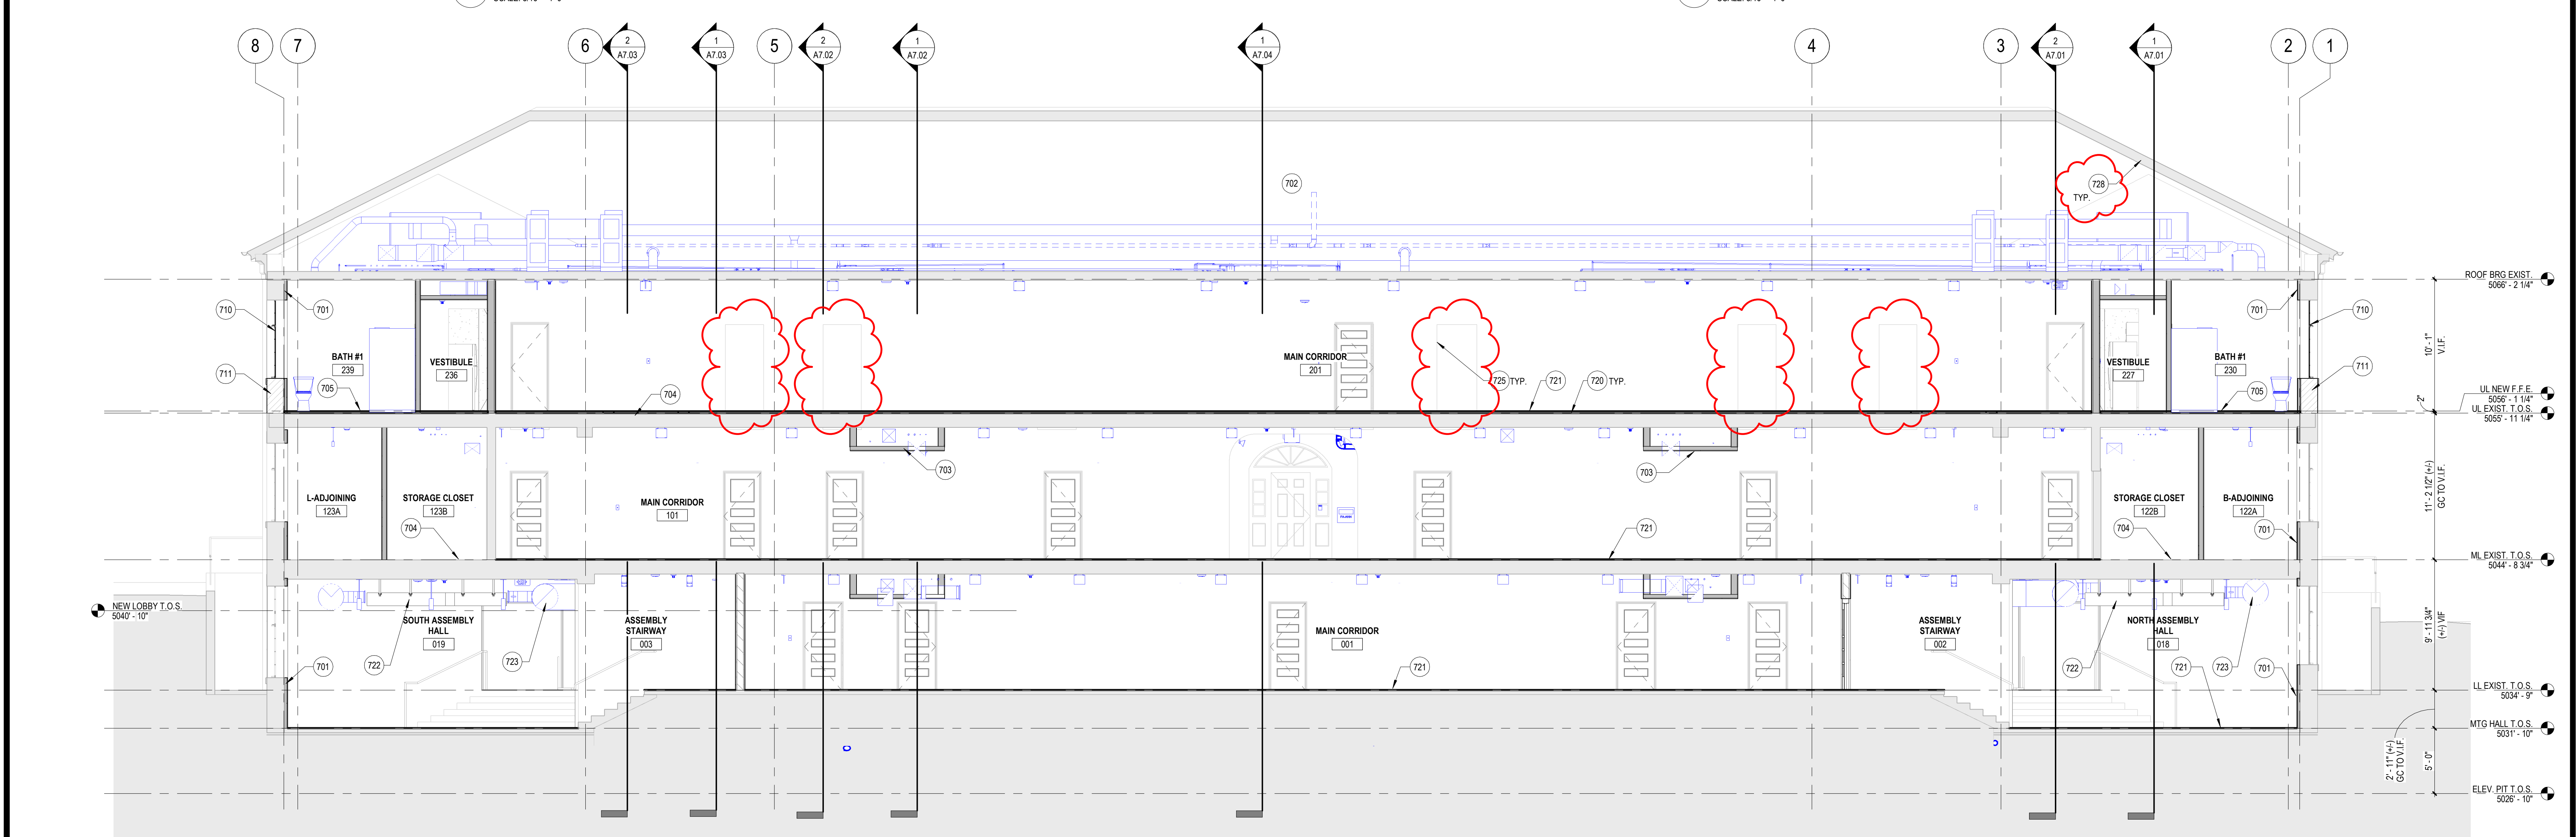 8
7
6
2
A7.03
1
A7.03
5
2
A7.02
1
A7.02
1
A7.04
4
3
2
A7.01
1
A7.01
2
1
702
728
TYP.
ROOF BRG EXIST.
5066' - 2 1/4"
710
701
701
710
10' - 1"
V.I.F.
BATH #1
239
VESTIBULE
236
MAIN CORRIDOR
201
VESTIBULE
227
BATH #1
230
711
705
704
725 TYP.
721
720 TYP.
705
711
UL NEW F.F.E.
5056' - 1 1/4"
2"
UL EXIST. T.O.S.
5055' - 11 1/4"
703
703
L-ADJOINING
123A
STORAGE CLOSET
123B
MAIN CORRIDOR
101
STORAGE CLOSET
122B
B-ADJOINING
122A
704
721
704
701
11' - 2 1/2" (+/-)
GC TO V.I.F.
ML EXIST. T.O.S.
5044' - 8 3/4"
NEW LOBBY T.O.S.
5040' - 10"
SOUTH ASSEMBLY
HALL
019
ASSEMBLY
STAIRWAY
003
MAIN CORRIDOR
001
ASSEMBLY
STAIRWAY
002
NORTH ASSEMBLY
HALL
018
9' - 11 3/4"
(+/-) VIF
701
722
723
721
722
721
723
701
LL EXIST. T.O.S.
5034' - 9"
MTG HALL T.O.S.
5031' - 10"
2' - 11" (+/-)
GC TO V.I.F.
5' - 0"
ELEV. PIT T.O.S.
5026' - 10"